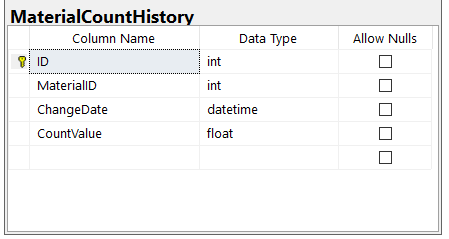 MaterialCountHistory
Column Name Data Type Allow Nulls
ID int
MaterialID int
ChangeDate datetime
CountValue float